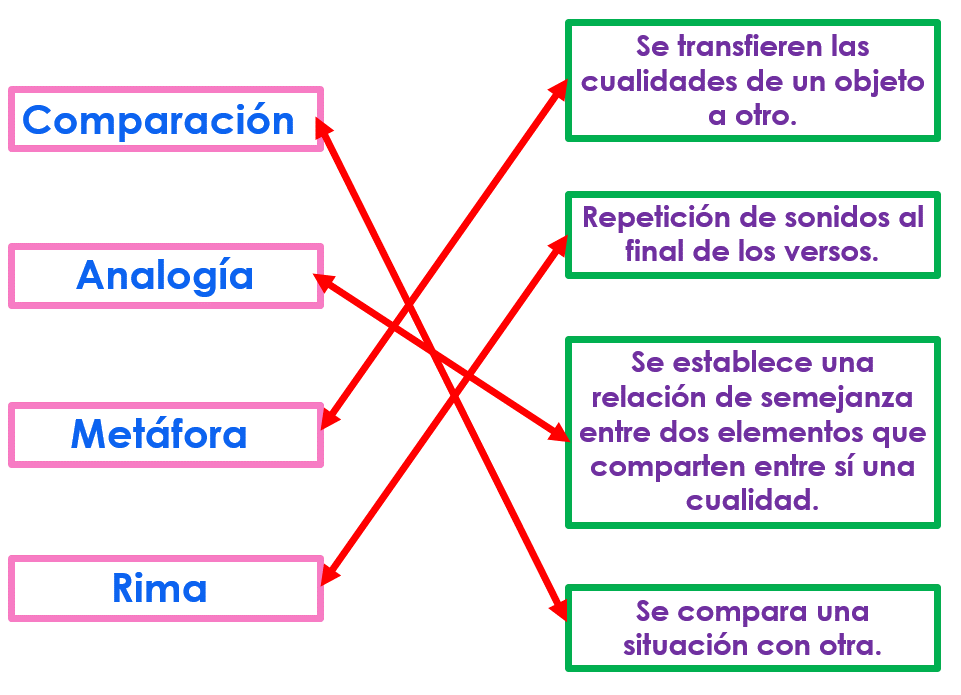 Comparación
Analogía
Metáfora
Rima
Se transfieren las
cualidades de un objeto
a otro.
Repetición de sonidos al
final de los versos.
Se establece una
relación de semejanza
entre dos elementos que
comparten entre sí una
cualidad.
Se compara una
situación con otra.